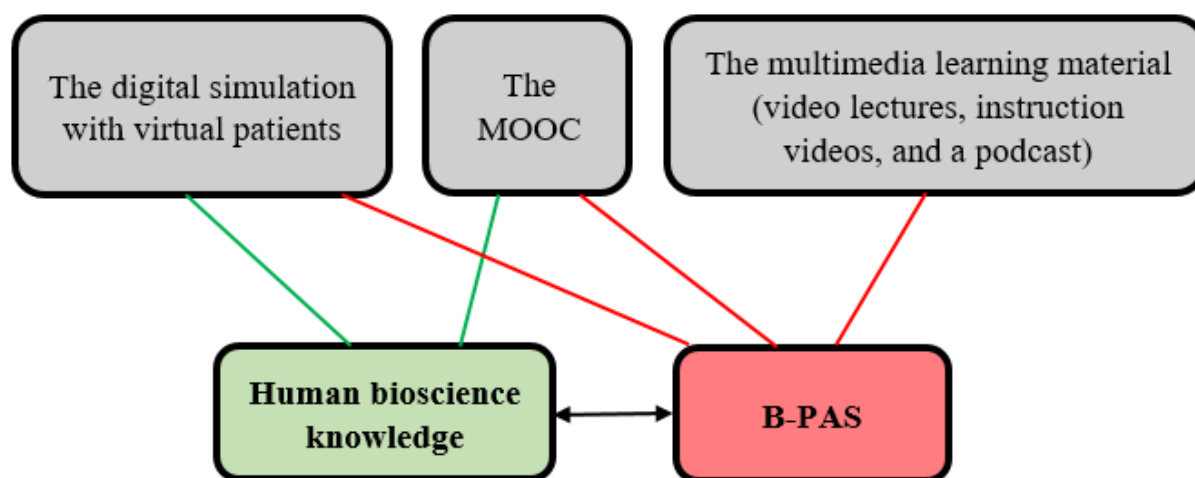 The digital simulation
with virtual patients
The
MOOC
The multimedia learning material
(video lectures, instruction
videos, and a podcast)
Human bioscience
knowledge
B-PAS